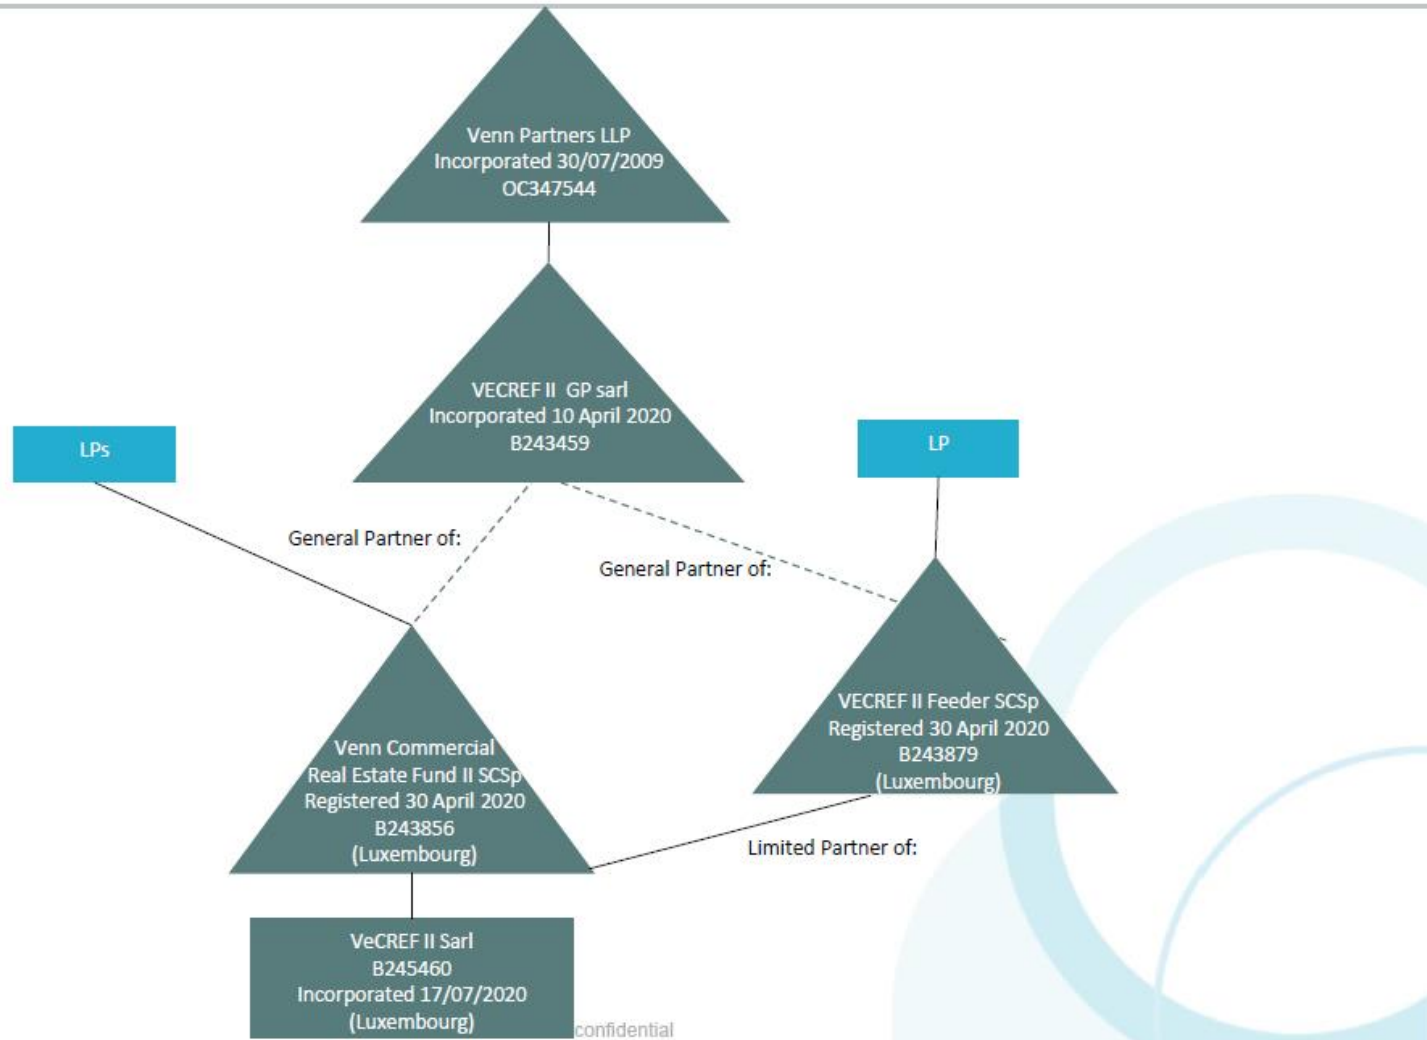 Venn Partners LLP
Incorporated 30/07/2009
OC347544
VECREF II GP sarl
Incorporated 10 April 2020
B243459
LPs
LP
General Partner of:
General Partner of:
VECREF II Feeder SCSp
Registered 30 April 2020
B243879
(Luxembourg)
Venn Commercial
Real Estate Fund II SCSp
Registered 30 April 2020
B243856
(Luxembourg)
Limited Partner of:
VeCREF II Sarl
B245460
Incorporated 17/07/2020
(Luxembourg)
confidential